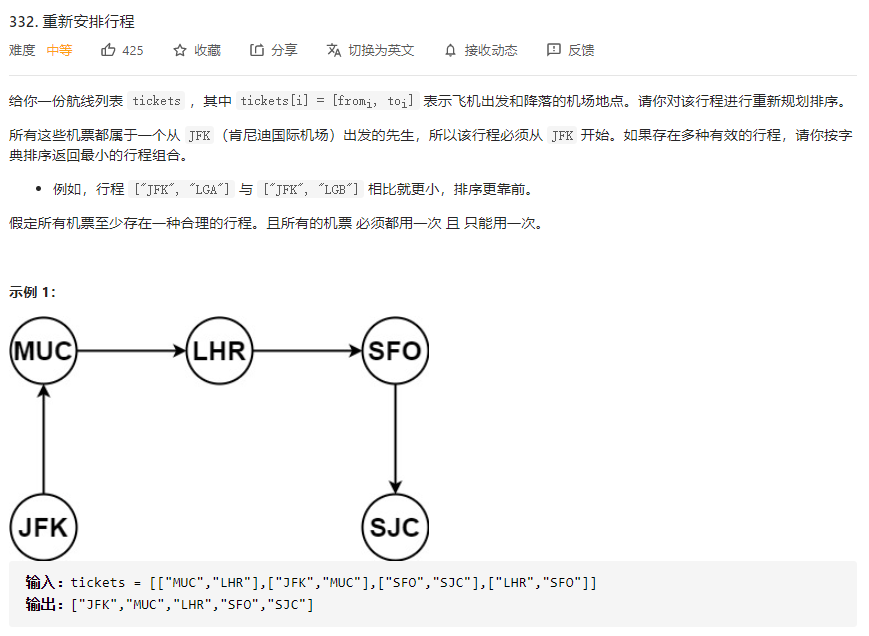 332. 重新安排行程
难度 中等 425 收藏 分享 切换为英文 接收动态 反馈
给你一份航线列表 tickets ，其中 tickets[i] = [fromi, toi] 表示飞机出发和降落的机场地点。请你对该行程进行重新规划排序。
所有这些机票都属于一个从 JFK（肯尼迪国际机场）出发的先生，所以该行程必须从 JFK 开始。如果存在多种有效的行程，请你按字
典排序返回最小的行程组合。
• 例如，行程 ["JFK", "LGA"] 与 ["JFK", "LGB"] 相比就更小，排序更靠前。
假定所有机票至少存在一种合理的行程。且所有的机票 必须都用一次 且 只能用一次。
示例 1：
MUC LHR SFO
JFK SJC
输入：tickets = [["MUC","LHR"],["JFK","MUC"],["SFO","SJC"],["LHR","SFO"]]
输出：["JFK","MUC","LHR","SFO","SJC"]